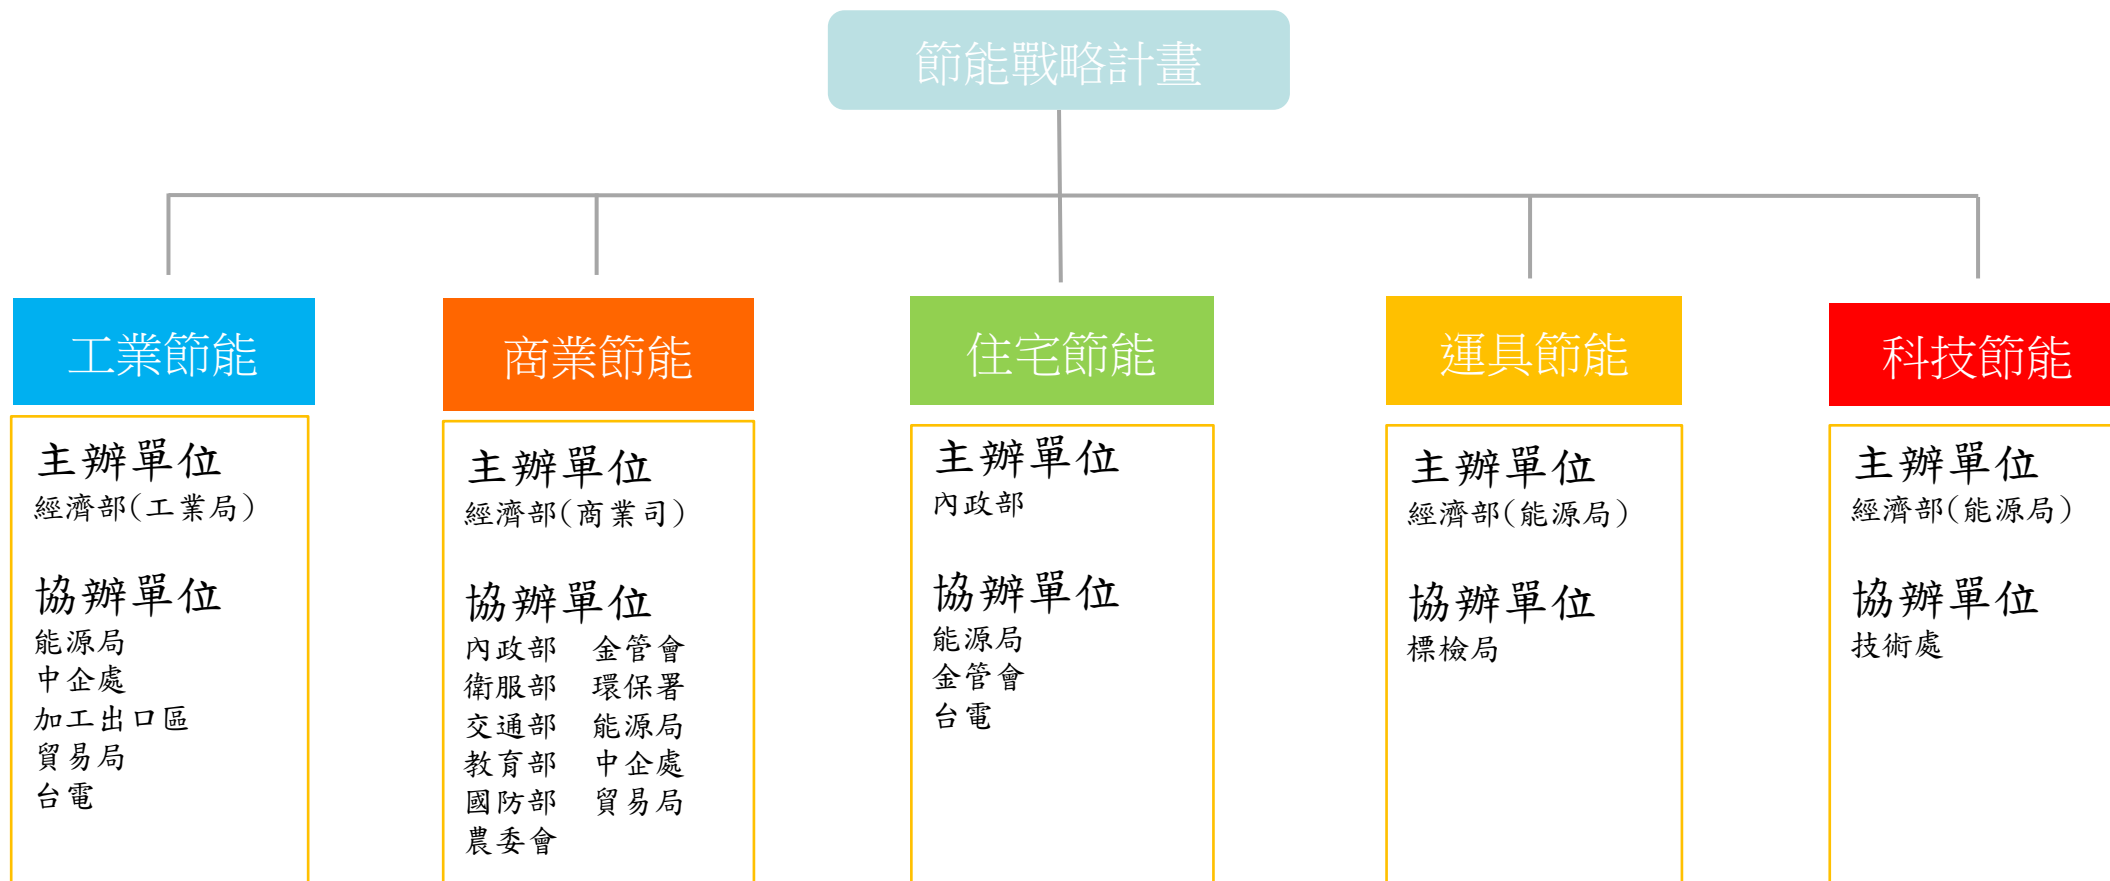 節能戰略計畫
工業節能
主辦單位
經濟部(工業局)
協辦單位
能源局
中企處
加工出口區
貿易局
台電
商業節能
主辦單位
經濟部(商業司)
協辦單位
內政部 金管會
衛服部 環保署
交通部 能源局
教育部 中企處
國防部 貿易局
農委會
住宅節能
主辦單位
內政部
協辦單位
能源局
金管會
台電
運具節能
主辦單位
經濟部(能源局)
協辦單位
標檢局
科技節能
主辦單位
經濟部(能源局)
協辦單位
技術處